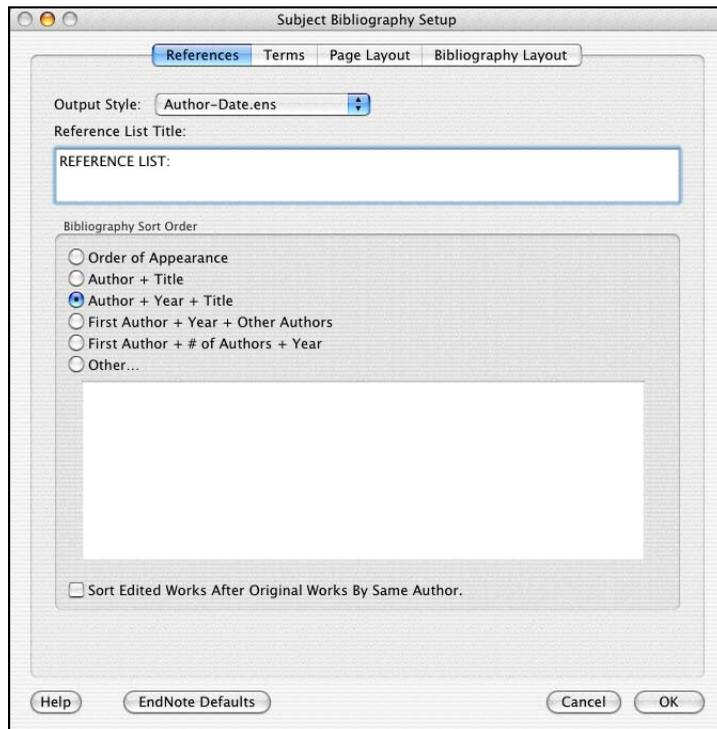 Subject Bibliography Setup
References Terms Page Layout Bibliography Layout
Output Style: Author-Date.ens
Reference List Title:
REFERENCE LIST:
Bibliography Sort Order
Order of Appearance
Author + Title
Author + Year + Title
First Author + Year + Other Authors
First Author + # of Authors + Year
Other...
Sort Edited Works After Original Works By Same Author.
Help EndNote Defaults Cancel OK